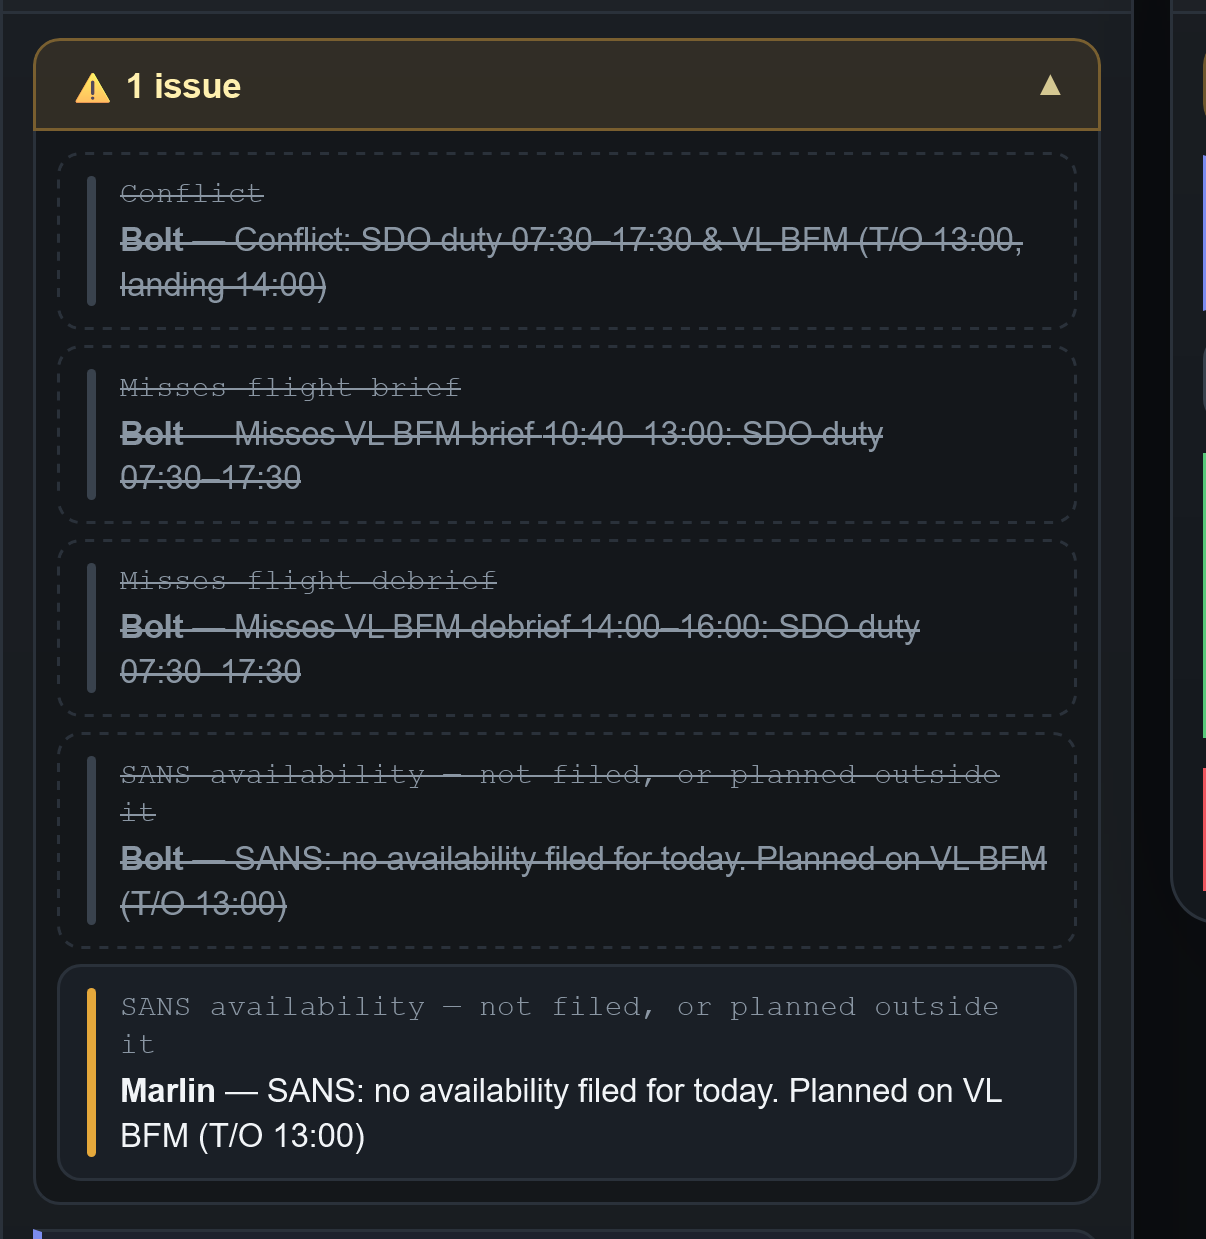 ⚠️ 1 issue ▲
Conflict
Bolt — Conflict: SDO duty 07:30–17:30 & VL BFM (T/O 13:00,
landing 14:00)
Misses flight brief
Bolt — Misses VL BFM brief 10:40–13:00: SDO duty
07:30–17:30
Misses flight debrief
Bolt — Misses VL BFM debrief 14:00–16:00: SDO duty
07:30–17:30
SANS availability — not filed, or planned outside
it
Bolt — SANS: no availability filed for today. Planned on VL BFM
(T/O 13:00)
SANS availability — not filed, or planned outside
it
Marlin — SANS: no availability filed for today. Planned on VL
BFM (T/O 13:00)